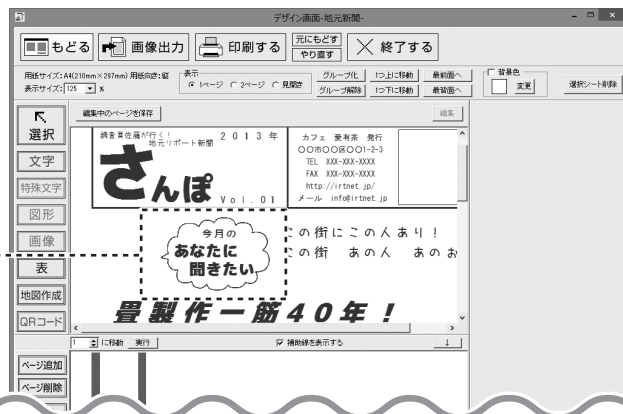 デザイン画面-地元新聞-
もどる 画像出力 印刷する 元にもどす やり直す 終了する
用紙サイズ:A4(210mm×297mm) 用紙向き:縦
表示サイズ: 125 %
表示
1ページ 2ページ 見開き
グループ化 1つ上に移動 最前面へ
グループ解除 1つ下に移動 最背面へ
背景色
変更
選択シート削除
選択
文字
特殊文字
図形
画像
表
地図作成
QRコード
ページ追加
ページ削除
編集中のページを保存
編集
調査員佐藤が行く!
地元リポート新聞
2013年
さんぽ
Vol.01
カフェ 愛有茶 発行
〇〇市〇〇区〇〇1-2-3
TEL XXX-XXX-XXXX
FAX XXX-XXX-XXXX
http://irtnet.jp/
メール info@irtnet.jp
今月の
あなたに
聞きたい
この街にこの人あり!
この街 あの人 あのお
畳製作一筋40年!
1 に移動 実行
補助線を表示する
↓